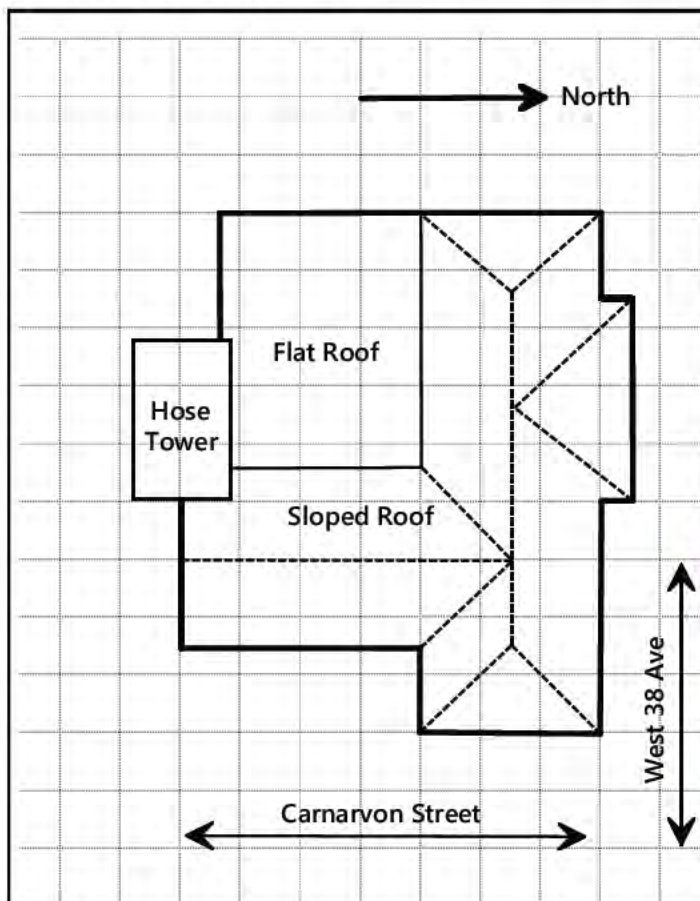 North
Flat Roof
Hose
Tower
Sloped Roof
West 38 Ave
Carnarvon Street